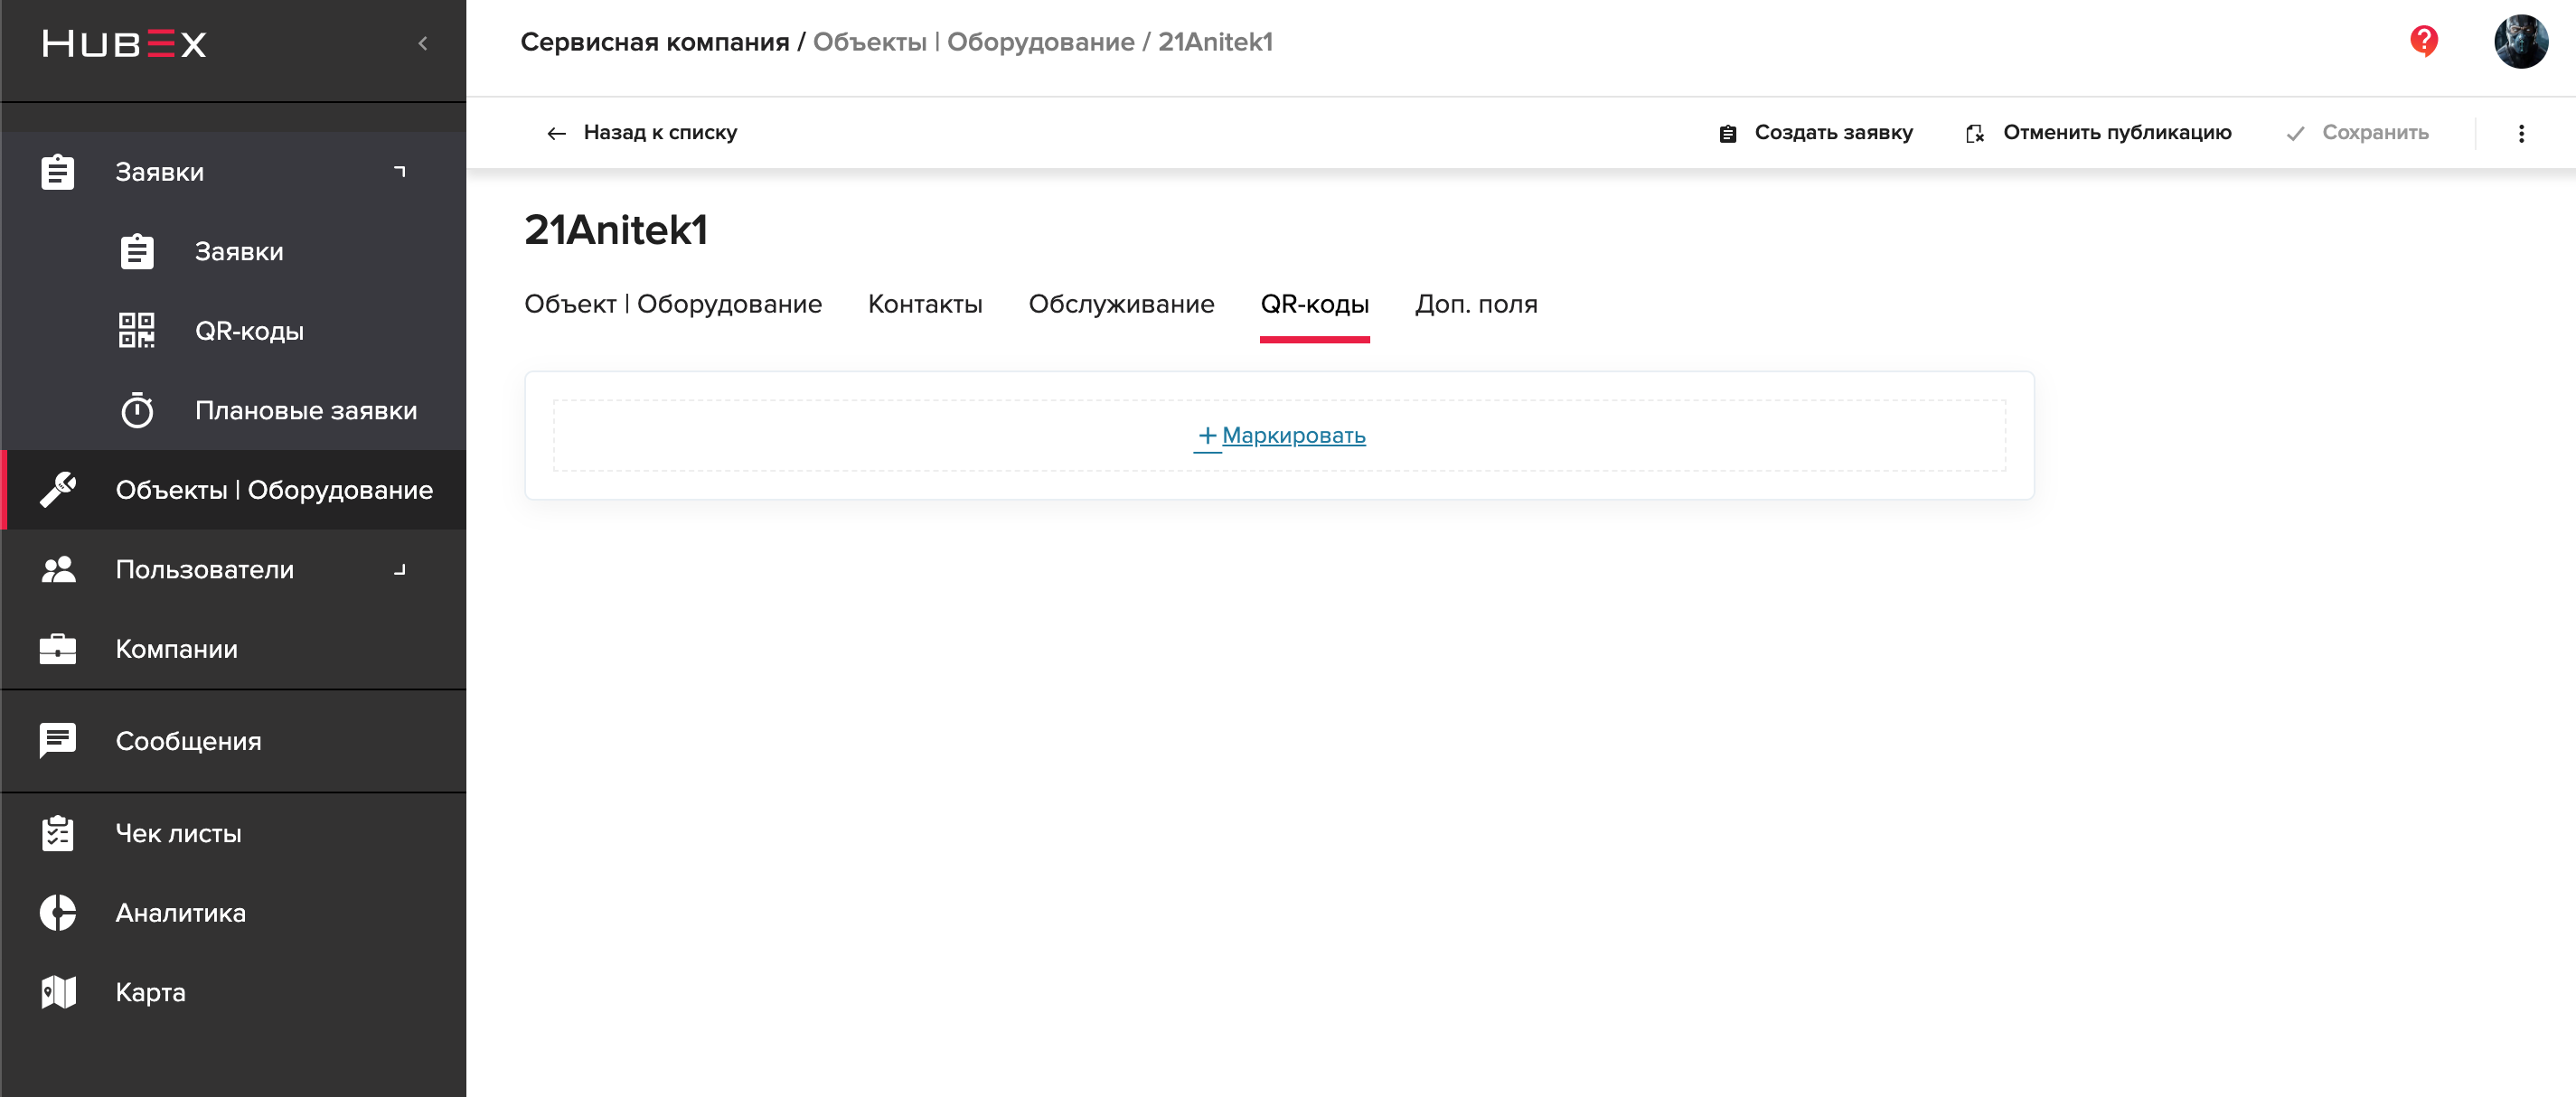 HUBEX
Сервисная компания / Объекты | Оборудование / 21Anitek1
Назад к списку
Создать заявку
Отменить публикацию
Сохранить
Заявки
Заявки
QR-коды
Плановые заявки
Объекты | Оборудование
Пользователи
Компании
Сообщения
Чек листы
Аналитика
Карта
21Anitek1
Объект | Оборудование Контакты Обслуживание QR-коды Доп. поля
+ Маркировать